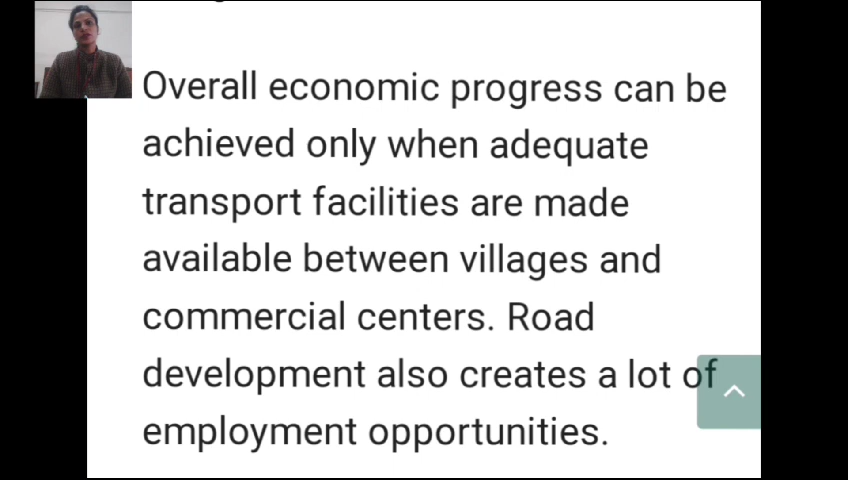 Overall economic progress can be
achieved only when adequate
transport facilities are made
available between villages and
commercial centers. Road
development also creates a lot of
employment opportunities.